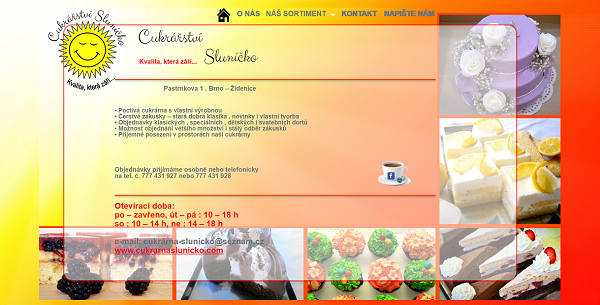 O NÁS NÁŠ SORTIMENT KONTAKT NAPIŠTE NÁM
Cukrářství Sluníčko
Kvalita, která září...
Cukrářství
Kvalita, která září... Sluníčko
Pastrnkova 1 , Brno – Židenice
• Poctivá cukrárna s vlastní výrobnou
• Čerstvé zákusky – stará dobrá klasika , novinky i vlastní tvorba
• Objednávky klasických , speciálních , dětských i svatebních dortů
• Možnost objednání většího množství i stálý odběr zákusků
• Příjemné posezení v prostorách naší cukrárny
Objednávky přijímáme osobně nebo telefonicky
na tel. č. 777 431 927 nebo 777 431 928
Otevírací doba:
po – zavřeno, út – pá : 10 – 18 h
so : 10 – 14 h, ne : 14 – 18 h
e-mail: cukrarna-slunicko@seznam.cz
www.cukrarnaslunicko.com